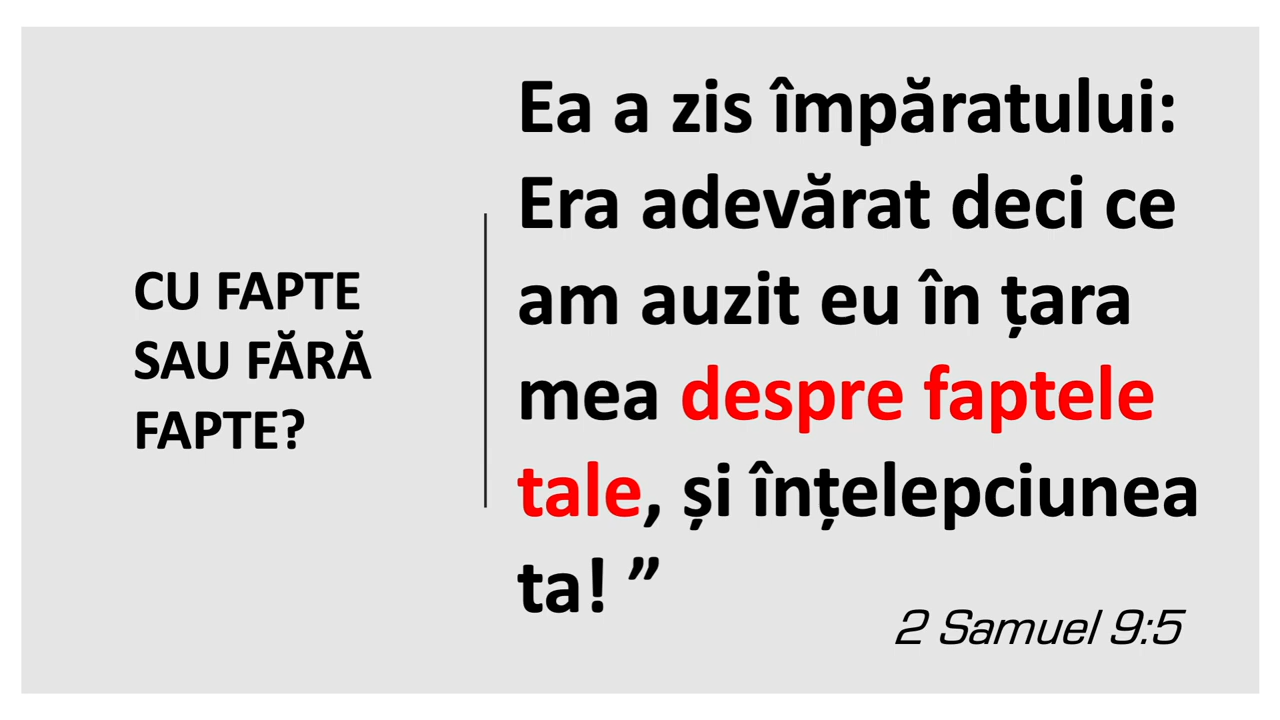 CU FAPTE
SAU FĂRĂ
FAPTE?
Ea a zis împăratului:
Era adevărat deci ce
am auzit eu în țara
mea despre faptele
tale, și înțelepciunea
ta! ”
2 Samuel 9:5